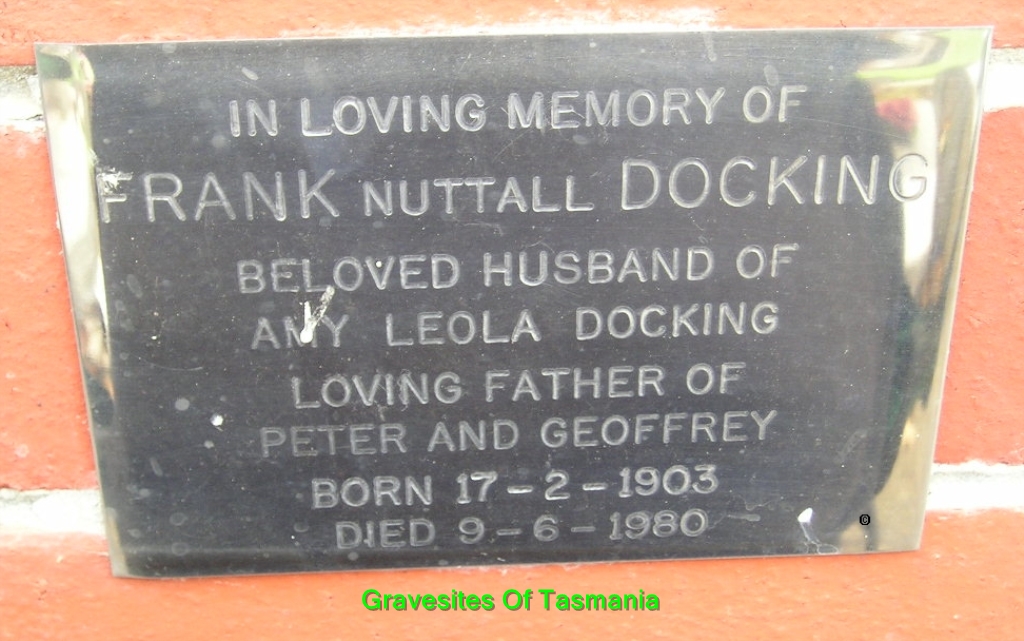 IN LOVING MEMORY OF
FRANK NUTTALL DOCKING
BELOVED HUSBAND OF
AMY LEOLA DOCKING
LOVING FATHER OF
PETER AND GEOFFREY
BORN 17-2-1903
DIED 9-6-1980
©
Gravesites Of Tasmania